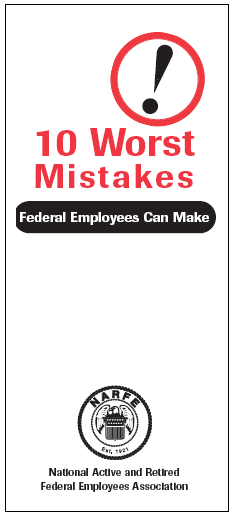 !
10 Worst
Mistakes
Federal Employees Can Make
NARFE
Est. 1921
National Active and Retired
Federal Employees Association